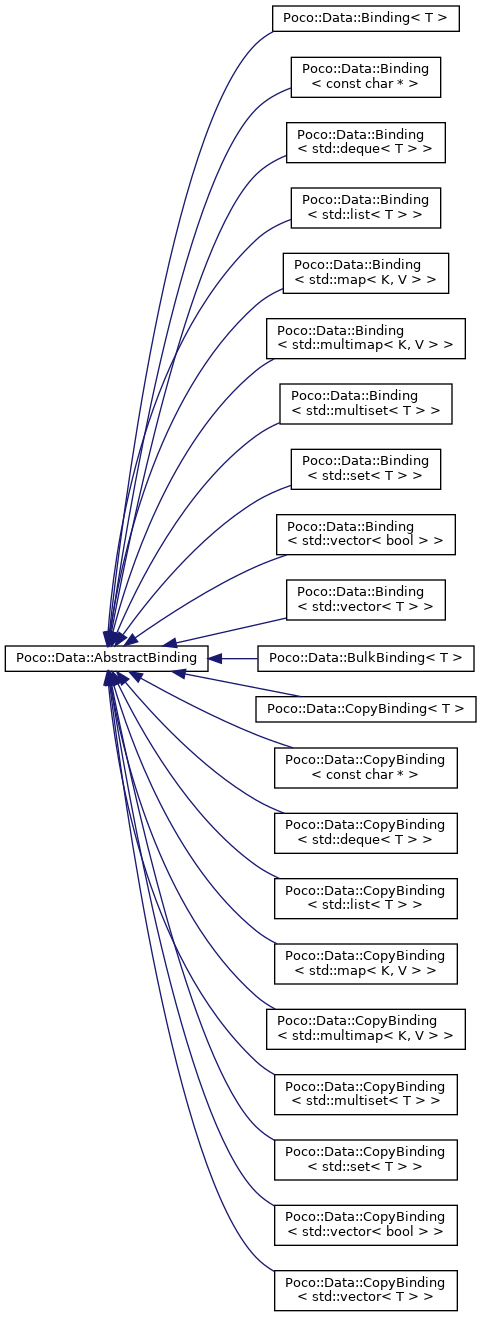 Poco::Data::Binding< T >
Poco::Data::Binding
< const char * >
Poco::Data::Binding
< std::deque< T > >
Poco::Data::Binding
< std::list< T > >
Poco::Data::Binding
< std::map< K, V > >
Poco::Data::Binding
< std::multimap< K, V > >
Poco::Data::Binding
< std::multiset< T > >
Poco::Data::Binding
< std::set< T > >
Poco::Data::Binding
< std::vector< bool > >
Poco::Data::Binding
< std::vector< T > >
Poco::Data::AbstractBinding
Poco::Data::BulkBinding< T >
Poco::Data::CopyBinding< T >
Poco::Data::CopyBinding
< const char * >
Poco::Data::CopyBinding
< std::deque< T > >
Poco::Data::CopyBinding
< std::list< T > >
Poco::Data::CopyBinding
< std::map< K, V > >
Poco::Data::CopyBinding
< std::multimap< K, V > >
Poco::Data::CopyBinding
< std::multiset< T > >
Poco::Data::CopyBinding
< std::set< T > >
Poco::Data::CopyBinding
< std::vector< bool > >
Poco::Data::CopyBinding
< std::vector< T > >